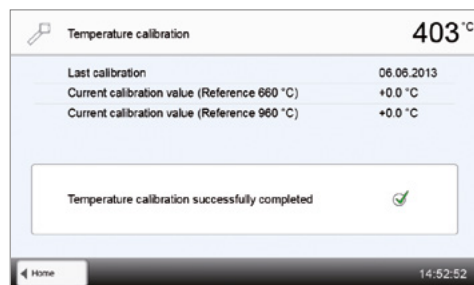 Temperature calibration 403 °C
Last calibration 06.06.2013
Current calibration value (Reference 660 °C) +0.0 °C
Current calibration value (Reference 960 °C) +0.0 °C
Temperature calibration successfully completed
Home 14:52:52